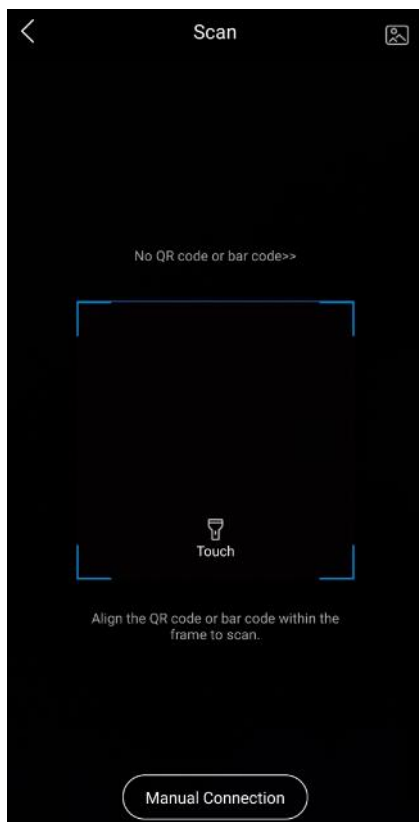 Scan
No QR code or bar code>>
Touch
Align the QR code or bar code within the
frame to scan.
Manual Connection